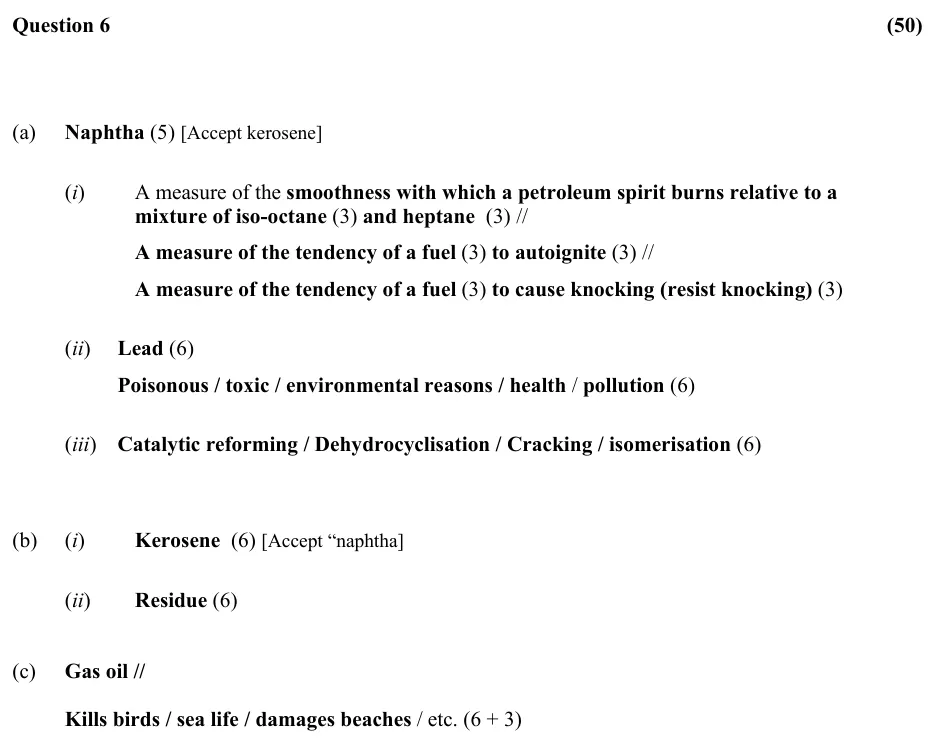 Question 6 (50)
(a) Naphtha (5) [Accept kerosene]
(i) A measure of the smoothness with which a petroleum spirit burns relative to a
mixture of iso-octane (3) and heptane (3) //
A measure of the tendency of a fuel (3) to autoignite (3) //
A measure of the tendency of a fuel (3) to cause knocking (resist knocking) (3)
(ii) Lead (6)
Poisonous / toxic / environmental reasons / health / pollution (6)
(iii) Catalytic reforming / Dehydrocyclisation / Cracking / isomerisation (6)
(b) (i) Kerosene (6) [Accept “naphtha]
(ii) Residue (6)
(c) Gas oil //
Kills birds / sea life / damages beaches / etc. (6 + 3)